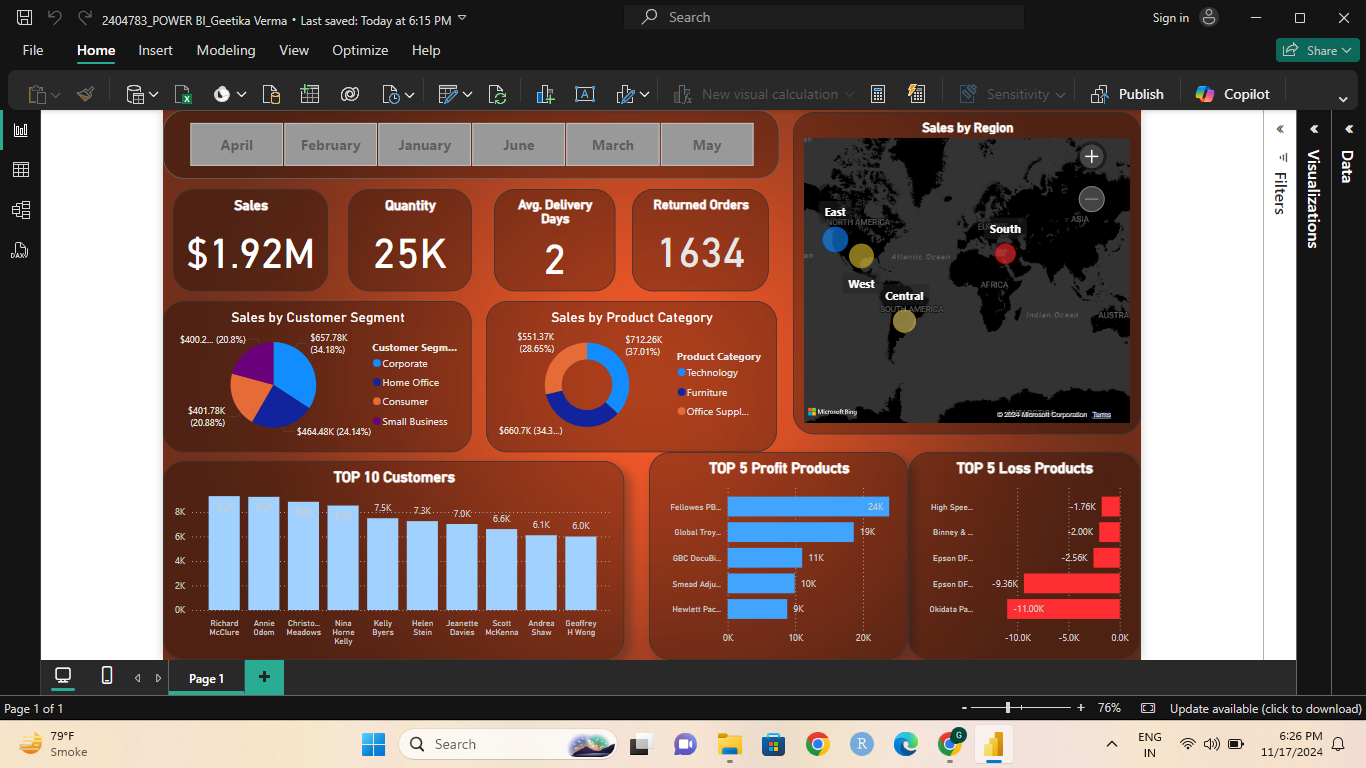 2404783_POWER BI_Geetika Verma • Last saved: Today at 6:15 PM
Search
Sign in
File Home Insert Modeling View Optimize Help
Share
New visual calculation
Sensitivity
Publish
Copilot
April February January June March May
Sales
$1.92M
Quantity
25K
Avg. Delivery
Days
2
Returned Orders
1634
Sales by Region
East
NORTH AMERICA
ASIA
South
Atlantic Ocean
West
AFRICA
Central
SOUTH AMERICA
Indian Ocean
AUSTRA
Microsoft Bing
Microsoft Corporation Terms
Filters
Visualizations
Data
Sales by Customer Segment
$400.2... (20.8%)
$657.78K
(34.18%)
$401.78K
(20.88%)
$464.48K (24.14%)
Customer Segm...
Corporate
Home Office
Consumer
Small Business
Sales by Product Category
$551.37K
(28.65%)
$712.26K
(37.01%)
$660.7K (34.3...)
Product Category
Technology
Furniture
Office Suppl...
TOP 10 Customers
8K
6K
4K
2K
0K
7.5K 7.3K 7.0K 6.6K 6.1K 6.0K
Richard
McClure
Annie
Odom
Christo...
Meadows
Nina
Horne
Kelly
Kelly
Byers
Helen
Stein
Jeanette
Davies
Scott
McKenna
Andrea
Shaw
Geoffrey
H Wong
TOP 5 Profit Products
Fellowes PB... 24K
Global Troy... 19K
GBC DocuBi... 11K
Smead Adju... 10K
Hewlett Pac... 9K
0K 10K 20K
TOP 5 Loss Products
High Spee... -1.76K
Binney & ... -2.00K
Epson DF... -2.56K
Epson DF... -9.36K
Okidata Pa... -11.00K
-10.0K -5.0K 0.0K
Page 1
Page 1 of 1
- + 76%
Update available (click to download)
79°F
Smoke
Search
ENG
IN
6:26 PM
11/17/2024